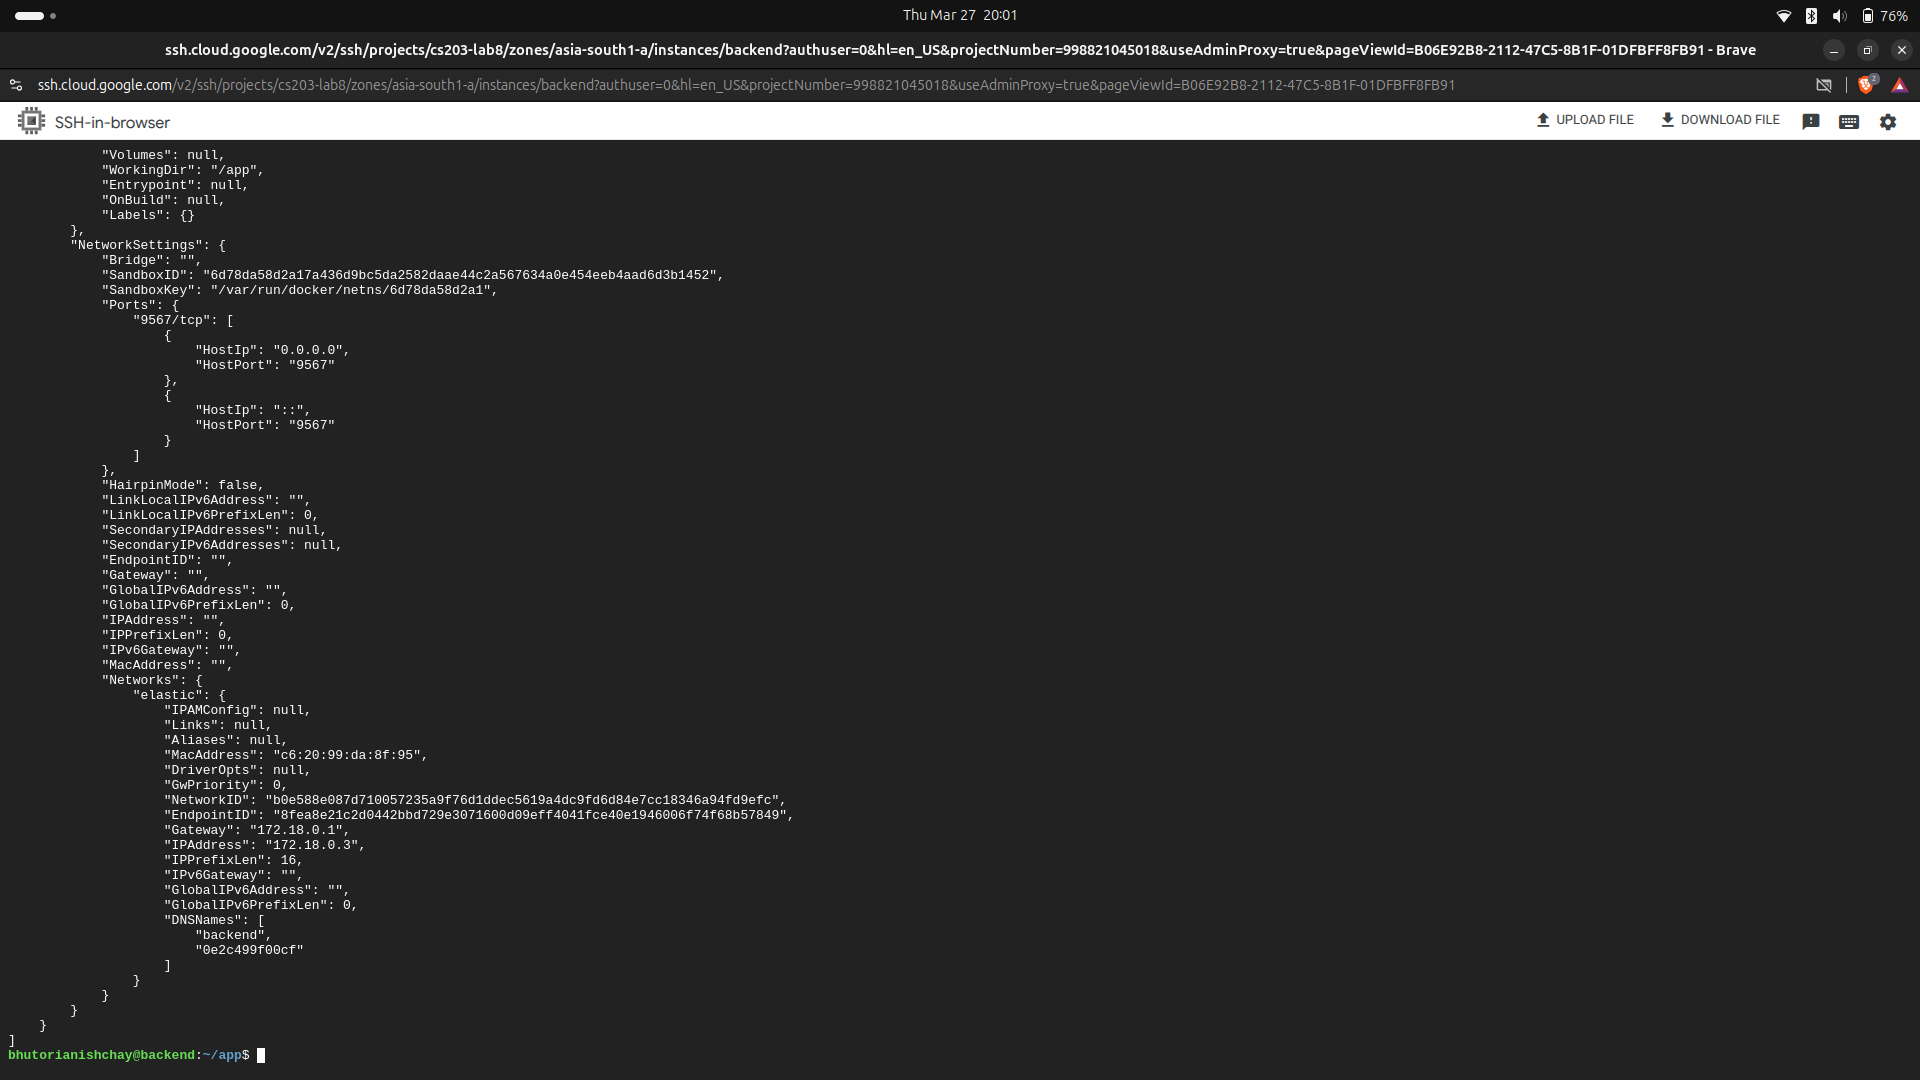 Thu Mar 27  20:01
76%
ssh.cloud.google.com/v2/ssh/projects/cs203-lab8/zones/asia-south1-a/instances/backend?authuser=0&hl=en_US&projectNumber=998821045018&useAdminProxy=true&pageViewId=B06E92B8-2112-47C5-8B1F-01DFBFF8FB91 - Brave
ssh.cloud.google.com/v2/ssh/projects/cs203-lab8/zones/asia-south1-a/instances/backend?authuser=0&hl=en_US&projectNumber=998821045018&useAdminProxy=true&pageViewId=B06E92B8-2112-47C5-8B1F-01DFBFF8FB91
2
SSH-in-browser
UPLOAD FILE
DOWNLOAD FILE
            "Volumes": null,
            "WorkingDir": "/app",
            "Entrypoint": null,
            "OnBuild": null,
            "Labels": {}
        },
        "NetworkSettings": {
            "Bridge": "",
            "SandboxID": "6d78da58d2a17a436d9bc5da2582daae44c2a567634a0e454eeb4aad6d3b1452",
            "SandboxKey": "/var/run/docker/netns/6d78da58d2a1",
            "Ports": {
                "9567/tcp": [
                    {
                        "HostIp": "0.0.0.0",
                        "HostPort": "9567"
                    },
                    {
                        "HostIp": "::",
                        "HostPort": "9567"
                    }
                ]
            },
            "HairpinMode": false,
            "LinkLocalIPv6Address": "",
            "LinkLocalIPv6PrefixLen": 0,
            "SecondaryIPAddresses": null,
            "SecondaryIPv6Addresses": null,
            "EndpointID": "",
            "Gateway": "",
            "GlobalIPv6Address": "",
            "GlobalIPv6PrefixLen": 0,
            "IPAddress": "",
            "IPPrefixLen": 0,
            "IPv6Gateway": "",
            "MacAddress": "",
            "Networks": {
                "elastic": {
                    "IPAMConfig": null,
                    "Links": null,
                    "Aliases": null,
                    "MacAddress": "c6:20:99:da:8f:95",
                    "DriverOpts": null,
                    "GwPriority": 0,
                    "NetworkID": "b0e588e087d710057235a9f76d1ddec5619a4dc9fd6d84e7cc18346a94fd9efc",
                    "EndpointID": "8fea8e21c2d0442bbd729e3071600d09eff4041fce40e1946006f74f68b57849",
                    "Gateway": "172.18.0.1",
                    "IPAddress": "172.18.0.3",
                    "IPPrefixLen": 16,
                    "IPv6Gateway": "",
                    "GlobalIPv6Address": "",
                    "GlobalIPv6PrefixLen": 0,
                    "DNSNames": [
                        "backend",
                        "0e2c499f00cf"
                    ]
                }
            }
        }
    }
]
bhutorianishchay@backend:~/app$